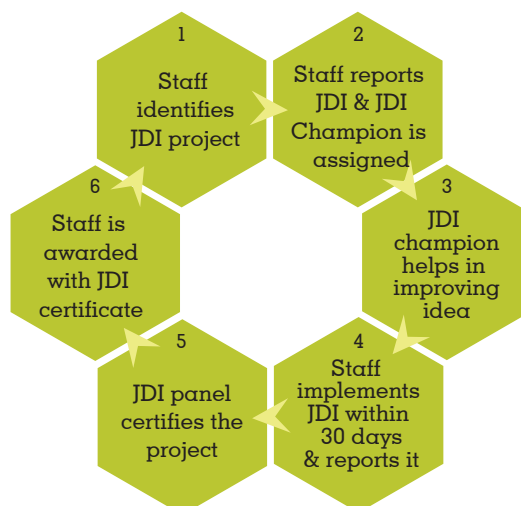 1
Staff
identifies
JDI project
2
Staff reports
JDI & JDI
Champion is
assigned
3
JDI
champion
helps in
improving
idea
4
Staff
implements
JDI within
30 days
& reports it
5
JDI panel
certifies the
project
6
Staff is
awarded
with JDI
certificate